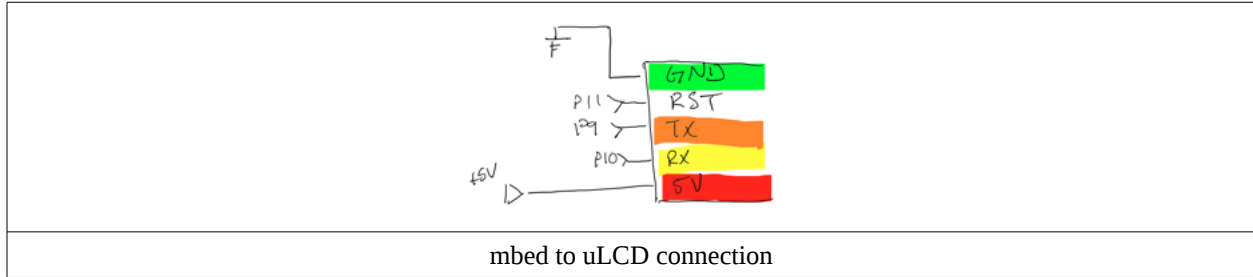 GND
P11 RST
P9 TX
P10 RX
+5V 5V
mbed to uLCD connection